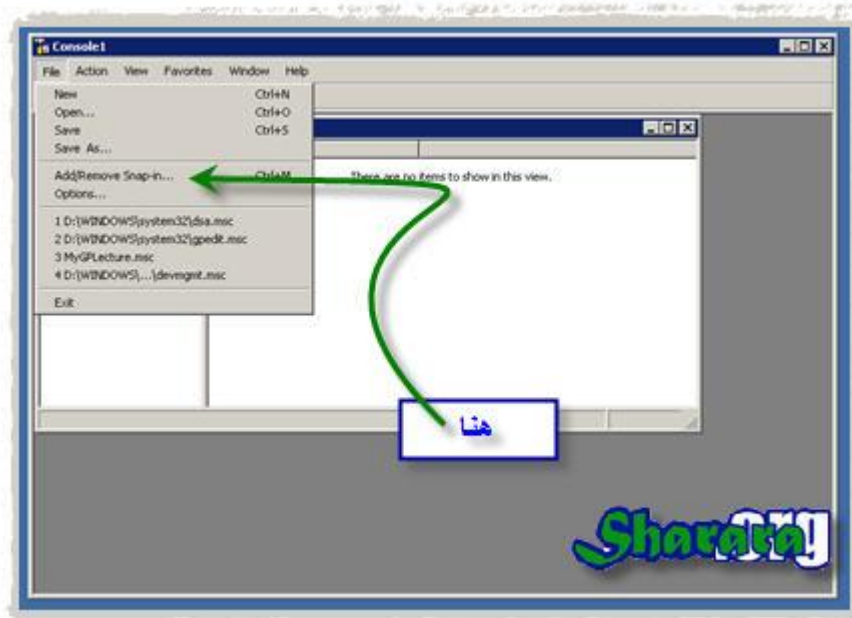 Console1
File Action View Favorites Window Help
New Ctrl+N
Open... Ctrl+O
Save Ctrl+S
Save As...
Add/Remove Snap-in... Ctrl+M
There are no items to show in this view.
Options...
1 D:\WINDOWS\system32\dsa.msc
2 D:\WINDOWS\system32\gpedit.msc
3 MyGPLecture.msc
4 D:\WINDOWS\...\devmgmt.msc
Exit
هنا
Sharara.org